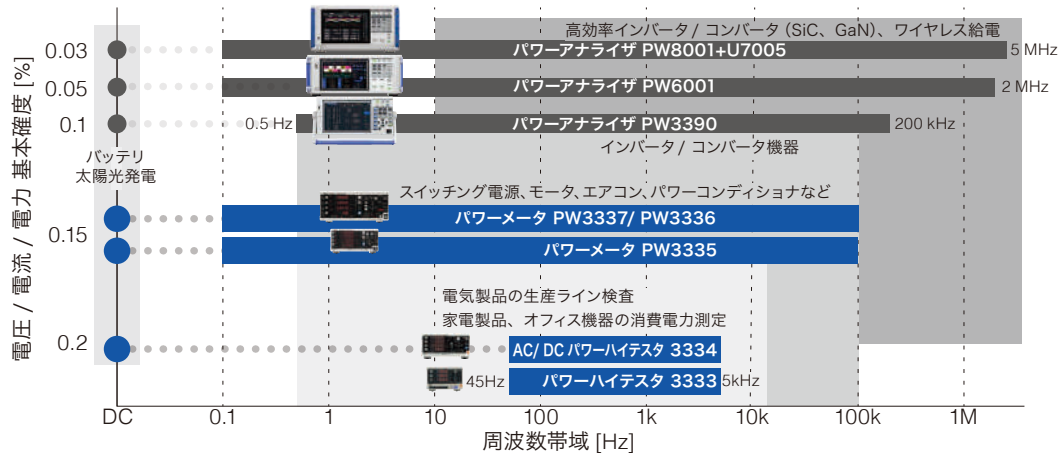 電圧 / 電流 / 電力 基本確度 [%]
高効率インバータ / コンバータ（SiC、GaN）、ワイヤレス給電
0.03
パワーアナライザ PW8001+U7005
5 MHz
0.05
パワーアナライザ PW6001
2 MHz
0.1
0.5 Hz
パワーアナライザ PW3390
200 kHz
インバータ / コンバータ機器
バッテリ
太陽光発電
スイッチング電源、モータ、エアコン、パワーコンディショナなど
パワーメータ PW3337/ PW3336
0.15
パワーメータ PW3335
電気製品の生産ライン検査
家電製品、オフィス機器の消費電力測定
0.2
AC/ DC パワーハイテスタ 3334
45Hz
パワーハイテスタ 3333
5kHz
DC
0.1
1
10
100
1k
10k
100k
1M
周波数帯域 [Hz]